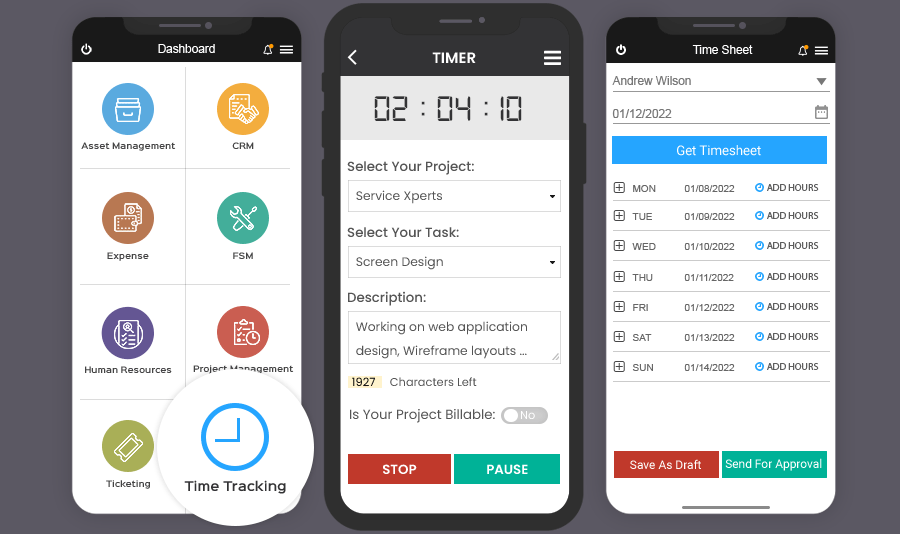 Dashboard
Asset Management
CRM
Expense
FSM
Human Resources
Project Management
Ticketing
Time Tracking
TIMER
02 : 04 : 10
Select Your Project:
Service Xperts
Select Your Task:
Screen Design
Description:
Working on web application
design, Wireframe layouts ...
1927 Characters Left
Is Your Project Billable: No
STOP PAUSE
Time Sheet
Andrew Wilson
01/12/2022
Get Timesheet
MON 01/08/2022 ADD HOURS
TUE 01/09/2022 ADD HOURS
WED 01/10/2022 ADD HOURS
THU 01/11/2022 ADD HOURS
FRI 01/12/2022 ADD HOURS
SAT 01/13/2022 ADD HOURS
SUN 01/14/2022 ADD HOURS
Save As Draft Send For Approval